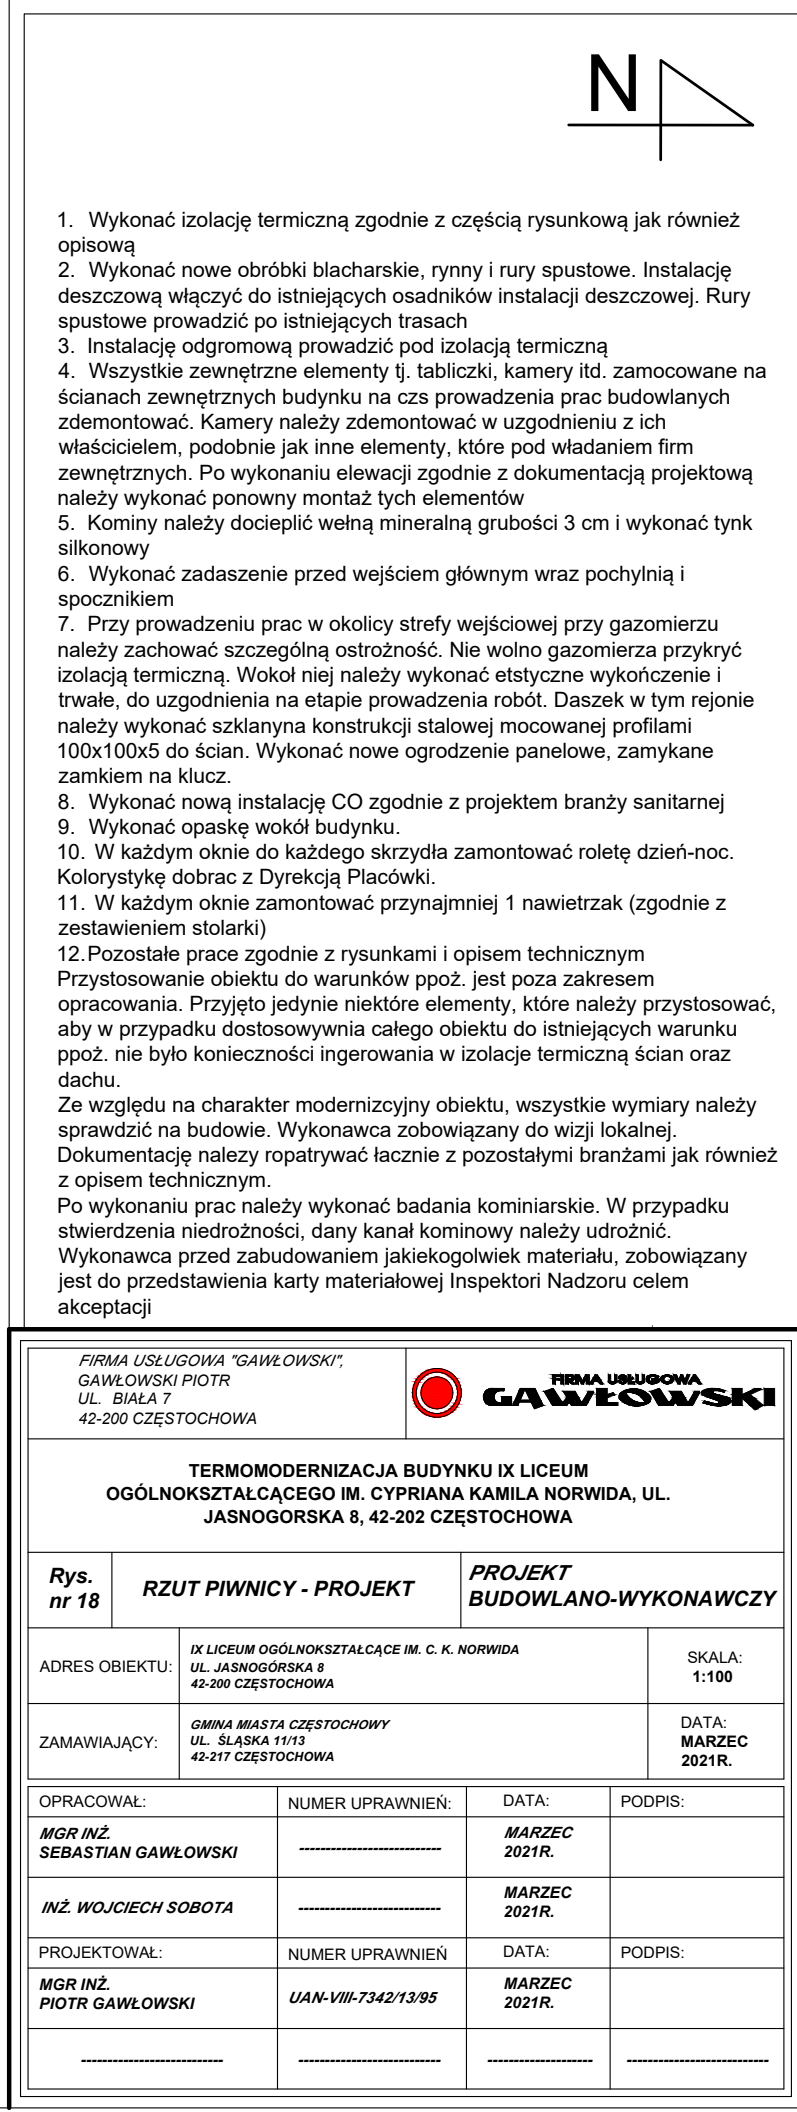 N
1. Wykonać izolację termiczną zgodnie z częścią rysunkową jak również
opisową
2. Wykonać nowe obróbki blacharskie, rynny i rury spustowe. Instalację
deszczową włączyć do istniejących osadników instalacji deszczowej. Rury
spustowe prowadzić po istniejących trasach
3. Instalację odgromową prowadzić pod izolacją termiczną
4. Wszystkie zewnętrzne elementy tj. tabliczki, kamery itd. zamocowane na
ścianach zewnętrznych budynku na czs prowadzenia prac budowlanych
zdemontować. Kamery należy zdemontować w uzgodnieniu z ich
właścicielem, podobnie jak inne elementy, które pod władaniem firm
zewnętrznych. Po wykonaniu elewacji zgodnie z dokumentacją projektową
należy wykonać ponowny montaż tych elementów
5. Kominy należy docieplić wełną mineralną grubości 3 cm i wykonać tynk
silkonowy
6. Wykonać zadaszenie przed wejściem głównym wraz pochylnią i
spocznikiem
7. Przy prowadzeniu prac w okolicy strefy wejściowej przy gazomierzu
należy zachować szczególną ostrożność. Nie wolno gazomierza przykryć
izolacją termiczną. Wokoł niej należy wykonać etstyczne wykończenie i
trwałe, do uzgodnienia na etapie prowadzenia robót. Daszek w tym rejonie
należy wykonać szklanyna konstrukcji stalowej mocowanej profilami
100x100x5 do ścian. Wykonać nowe ogrodzenie panelowe, zamykane
zamkiem na klucz.
8. Wykonać nową instalację CO zgodnie z projektem branży sanitarnej
9. Wykonać opaskę wokół budynku.
10. W każdym oknie do każdego skrzydła zamontować roletę dzień-noc.
Kolorystykę dobrac z Dyrekcją Placówki.
11. W każdym oknie zamontować przynajmniej 1 nawietrzak (zgodnie z
zestawieniem stolarki)
12.Pozostałe prace zgodnie z rysunkami i opisem technicznym
Przystosowanie obiektu do warunków ppoż. jest poza zakresem
opracowania. Przyjęto jedynie niektóre elementy, które należy przystosować,
aby w przypadku dostosowywnia całego obiektu do istniejących warunku
ppoż. nie było konieczności ingerowania w izolacje termiczną ścian oraz
dachu.
Ze względu na charakter modernizcyjny obiektu, wszystkie wymiary należy
sprawdzić na budowie. Wykonawca zobowiązany do wizji lokalnej.
Dokumentację nalezy ropatrywać łacznie z pozostałymi branżami jak również
z opisem technicznym.
Po wykonaniu prac należy wykonać badania kominiarskie. W przypadku
stwierdzenia niedrożności, dany kanał kominowy należy udrożnić.
Wykonawca przed zabudowaniem jakiekogolwiek materiału, zobowiązany
jest do przedstawienia karty materiałowej Inspektori Nadzoru celem
akceptacji
FIRMA USŁUGOWA "GAWŁOWSKI",
GAWŁOWSKI PIOTR
UL. BIAŁA 7
42-200 CZĘSTOCHOWA
FIRMA USŁUGOWA
GAWŁOWSKI
TERMOMODERNIZACJA BUDYNKU IX LICEUM
OGÓLNOKSZTAŁCĄCEGO IM. CYPRIANA KAMILA NORWIDA, UL.
JASNOGORSKA 8, 42-202 CZĘSTOCHOWA
Rys.
nr 18
RZUT PIWNICY - PROJEKT
PROJEKT
BUDOWLANO-WYKONAWCZY
ADRES OBIEKTU:
IX LICEUM OGÓLNOKSZTAŁCĄCE IM. C. K. NORWIDA
UL. JASNOGÓRSKA 8
42-200 CZĘSTOCHOWA
SKALA:
1:100
ZAMAWIAJĄCY:
GMINA MIASTA CZĘSTOCHOWY
UL. ŚLĄSKA 11/13
42-217 CZĘSTOCHOWA
DATA:
MARZEC
2021R.
OPRACOWAŁ: NUMER UPRAWNIEŃ: DATA: PODPIS:
MGR INŻ.
SEBASTIAN GAWŁOWSKI
---------------------------
MARZEC
2021R.
INŻ. WOJCIECH SOBOTA
---------------------------
MARZEC
2021R.
PROJEKTOWAŁ: NUMER UPRAWNIEŃ DATA: PODPIS:
MGR INŻ.
PIOTR GAWŁOWSKI
UAN-VIII-7342/13/95
MARZEC
2021R.
--------------------------- --------------------------- -------------------- ---------------------------